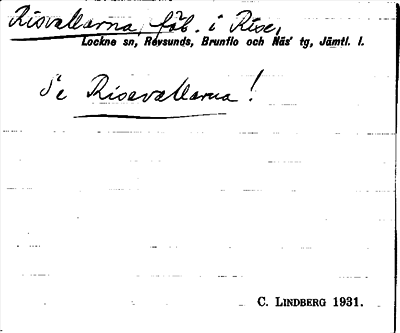 Risvallarna, fäb. i Rise,
Lockne sn, Revsunds, Brunflo och Näs' tg, Jämtl. l.
Se Risevallarna!
C. LINDBERG 1931.